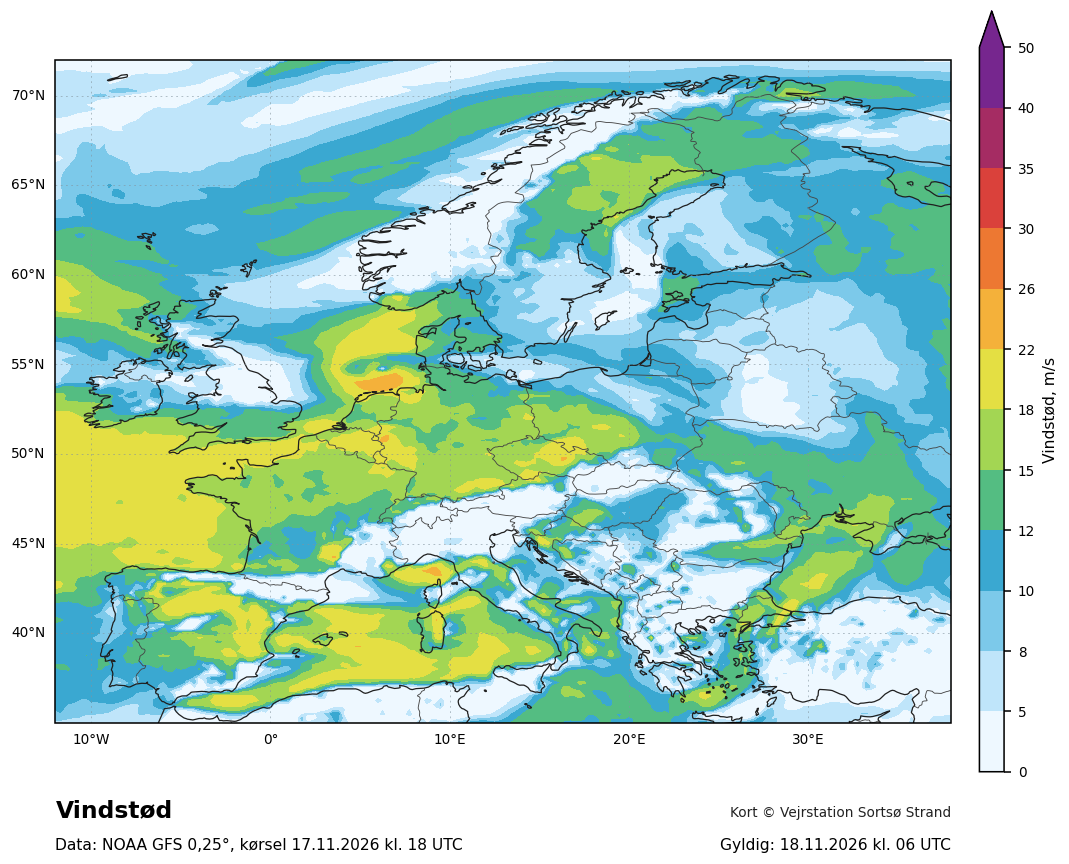 50
40
35
30
26
22
18
15
12
10
8
5
0
Vindstød, m/s
70°N
65°N
60°N
55°N
50°N
45°N
40°N
10°W
0°
10°E
20°E
30°E
Vindstød
Kort © Vejrstation Sortsø Strand
Data: NOAA GFS 0,25°, kørsel 17.11.2026 kl. 18 UTC
Gyldig: 18.11.2026 kl. 06 UTC